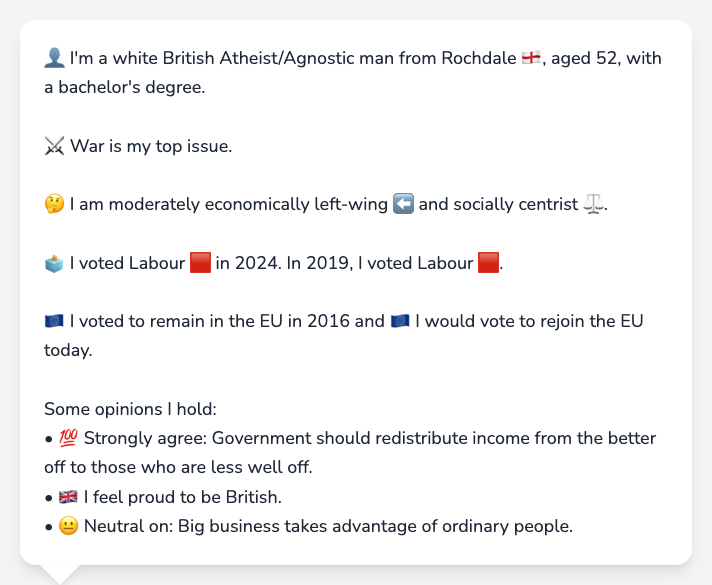 👤 I'm a white British Atheist/Agnostic man from Rochdale 🏴󠁧󠁢󠁥󠁮󠁧󠁿, aged 52, with
a bachelor's degree.
⚔️ War is my top issue.
🤔 I am moderately economically left-wing ⬅️ and socially centrist ⚖️.
🗳️ I voted Labour 🟥 in 2024. In 2019, I voted Labour 🟥.
🇪🇺 I voted to remain in the EU in 2016 and 🇪🇺 I would vote to rejoin the EU
today.
Some opinions I hold:
• 💯 Strongly agree: Government should redistribute income from the better
off to those who are less well off.
• 🇬🇧 I feel proud to be British.
• 😐 Neutral on: Big business takes advantage of ordinary people.